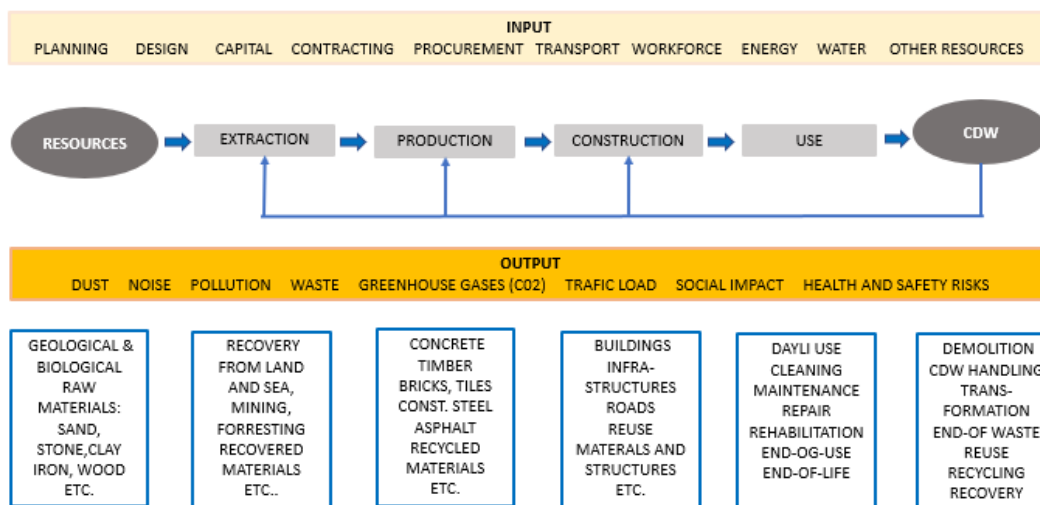 INPUT
PLANNING DESIGN CAPITAL CONTRACTING PROCUREMENT TRANSPORT WORKFORCE ENERGY WATER OTHER RESOURCES
RESOURCES
EXTRACTION
PRODUCTION
CONSTRUCTION
USE
CDW
OUTPUT
DUST NOISE POLLUTION WASTE GREENHOUSE GASES (C02) TRAFIC LOAD SOCIAL IMPACT HEALTH AND SAFETY RISKS
GEOLOGICAL &
BIOLOGICAL
RAW
MATERIALS:
SAND,
STONE,CLAY
IRON, WOOD
ETC.
RECOVERY
FROM LAND
AND SEA,
MINING,
FORRESTING
RECOVERED
MATERIALS
ETC..
CONCRETE
TIMBER
BRICKS, TILES
CONST. STEEL
ASPHALT
RECYCLED
MATERIALS
ETC.
BUILDINGS
INFRA-
STRUCTURES
ROADS
REUSE
MATERALS AND
STRUCTURES
ETC.
DAYLI USE
CLEANING
MAINTENANCE
REPAIR
REHABILITATION
END-OG-USE
END-OF-LIFE
DEMOLITION
CDW HANDLING
TRANS-
FORMATION
END-OF WASTE
REUSE
RECYCLING
RECOVERY